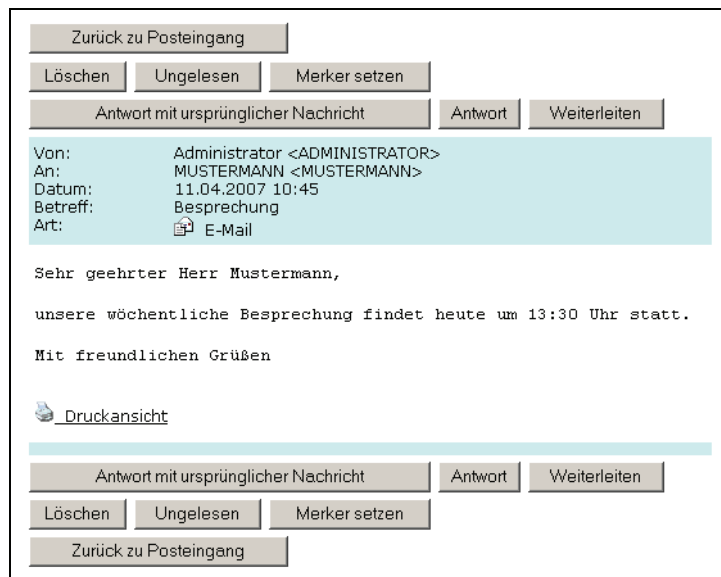 Zurück zu Posteingang
Löschen Ungelesen Merker setzen
Antwort mit ursprünglicher Nachricht Antwort Weiterleiten
Von: Administrator <ADMINISTRATOR>
An: MUSTERMANN <MUSTERMANN>
Datum: 11.04.2007 10:45
Betreff: Besprechung
Art: E-Mail
Sehr geehrter Herr Mustermann,
unsere wöchentliche Besprechung findet heute um 13:30 Uhr statt.
Mit freundlichen Grüßen
Druckansicht
Antwort mit ursprünglicher Nachricht Antwort Weiterleiten
Löschen Ungelesen Merker setzen
Zurück zu Posteingang